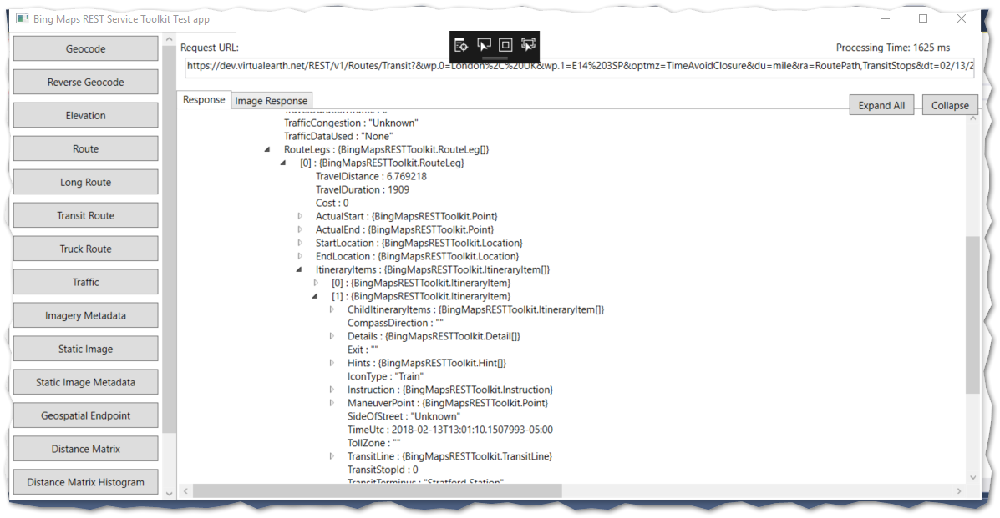 Bing Maps REST Service Toolkit Test app
Geocode
Reverse Geocode
Elevation
Route
Long Route
Transit Route
Truck Route
Traffic
Imagery Metadata
Static Image
Static Image Metadata
Geospatial Endpoint
Distance Matrix
Distance Matrix Histogram
Request URL:
Processing Time: 1625 ms
https://dev.virtualearth.net/REST/v1/Routes/Transit?&wp.0=London%2C%20UK&wp.1=E14%203SP&optmz=TimeAvoidClosure&du=mile&ra=RoutePath,TransitStops&dt=02/13/2
Response
Image Response
Expand All
Collapse
TravelDurationTraffic : 0
TrafficCongestion : "Unknown"
TrafficDataUsed : "None"
RouteLegs : {BingMapsRESTToolkit.RouteLeg[]}
[0] : {BingMapsRESTToolkit.RouteLeg}
TravelDistance : 6.769218
TravelDuration : 1909
Cost : 0
ActualStart : {BingMapsRESTToolkit.Point}
ActualEnd : {BingMapsRESTToolkit.Point}
StartLocation : {BingMapsRESTToolkit.Location}
EndLocation : {BingMapsRESTToolkit.Location}
ItineraryItems : {BingMapsRESTToolkit.ItineraryItem[]}
[0] : {BingMapsRESTToolkit.ItineraryItem}
[1] : {BingMapsRESTToolkit.ItineraryItem}
ChildItineraryItems : {BingMapsRESTToolkit.ItineraryItem[]}
CompassDirection : ""
Details : {BingMapsRESTToolkit.Detail[]}
Exit : ""
Hints : {BingMapsRESTToolkit.Hint[]}
IconType : "Train"
Instruction : {BingMapsRESTToolkit.Instruction}
ManeuverPoint : {BingMapsRESTToolkit.Point}
SideOfStreet : "Unknown"
TimeUtc : 2018-02-13T13:01:10.1507993-05:00
TollZone : ""
TransitLine : {BingMapsRESTToolkit.TransitLine}
TransitStopId : 0
TransitTerminus : "Stratford Station"